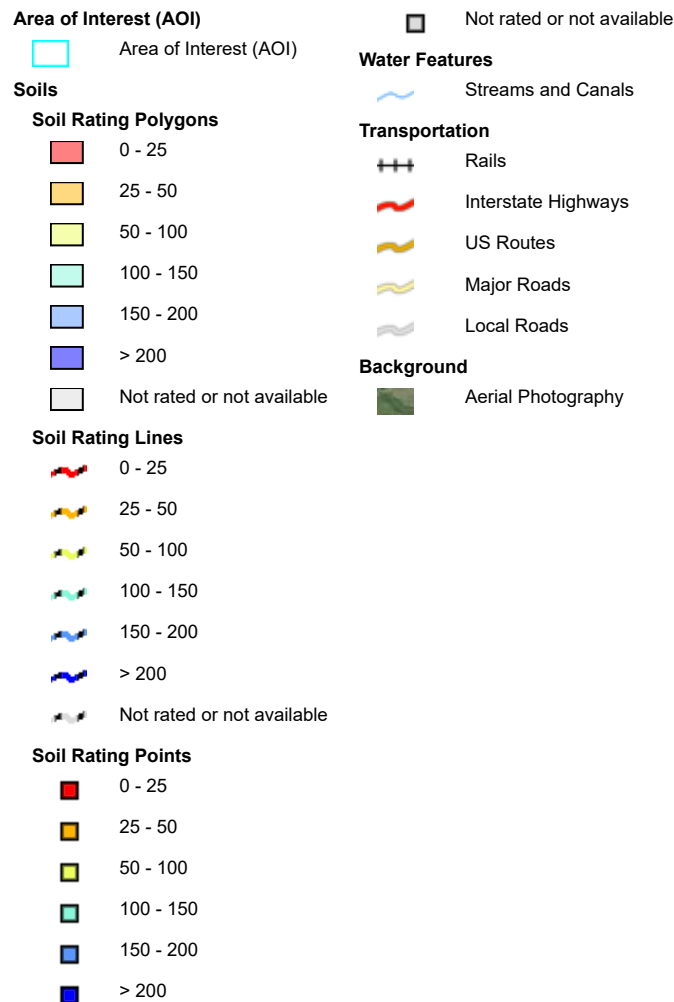 Area of Interest (AOI)
Area of Interest (AOI)
Soils
Soil Rating Polygons
0 - 25
25 - 50
50 - 100
100 - 150
150 - 200
> 200
Not rated or not available
Soil Rating Lines
0 - 25
25 - 50
50 - 100
100 - 150
150 - 200
> 200
Not rated or not available
Soil Rating Points
0 - 25
25 - 50
50 - 100
100 - 150
150 - 200
> 200
Not rated or not available
Water Features
Streams and Canals
Transportation
Rails
Interstate Highways
US Routes
Major Roads
Local Roads
Background
Aerial Photography